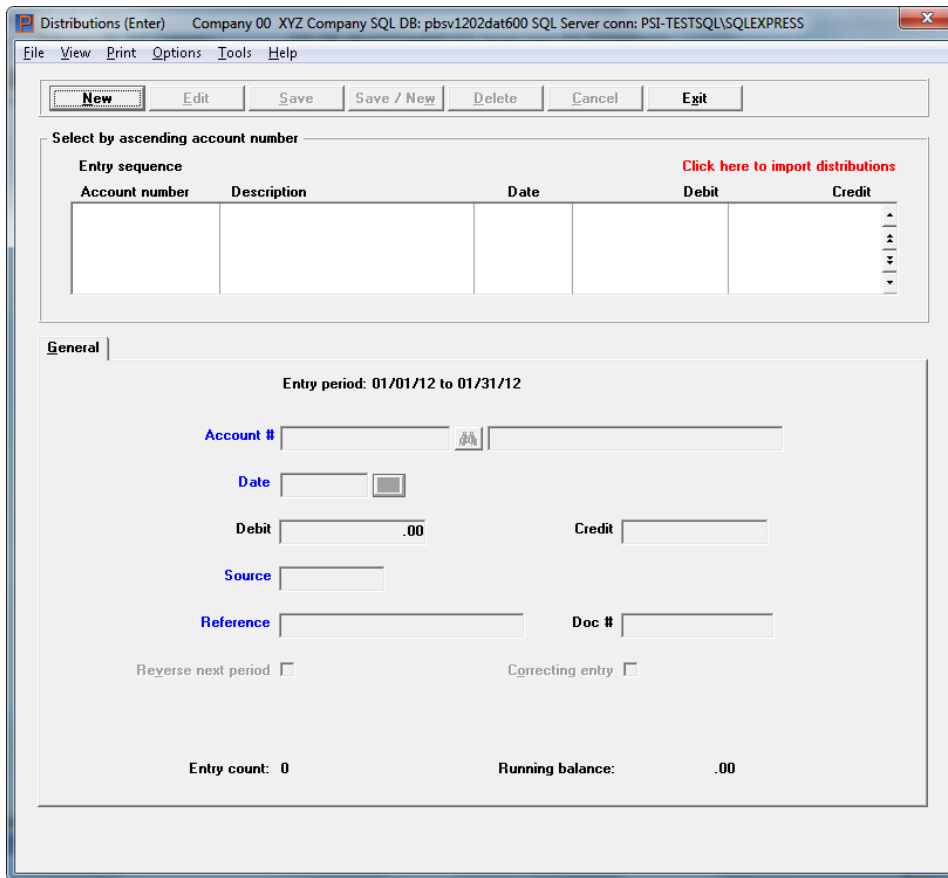 Distributions (Enter) Company 00 XYZ Company SQL DB: pbsv1202dat600 SQL Server conn: PSI-TESTSQL\SQLEXPRESS
File View Print Options Tools Help
New Edit Save Save / New Delete Cancel Exit
Select by ascending account number
Entry sequence Click here to import distributions
Account number Description Date Debit Credit
General
Entry period: 01/01/12 to 01/31/12
Account #
Date
Debit .00 Credit
Source
Reference Doc #
Reverse next period Correcting entry
Entry count: 0 Running balance: .00